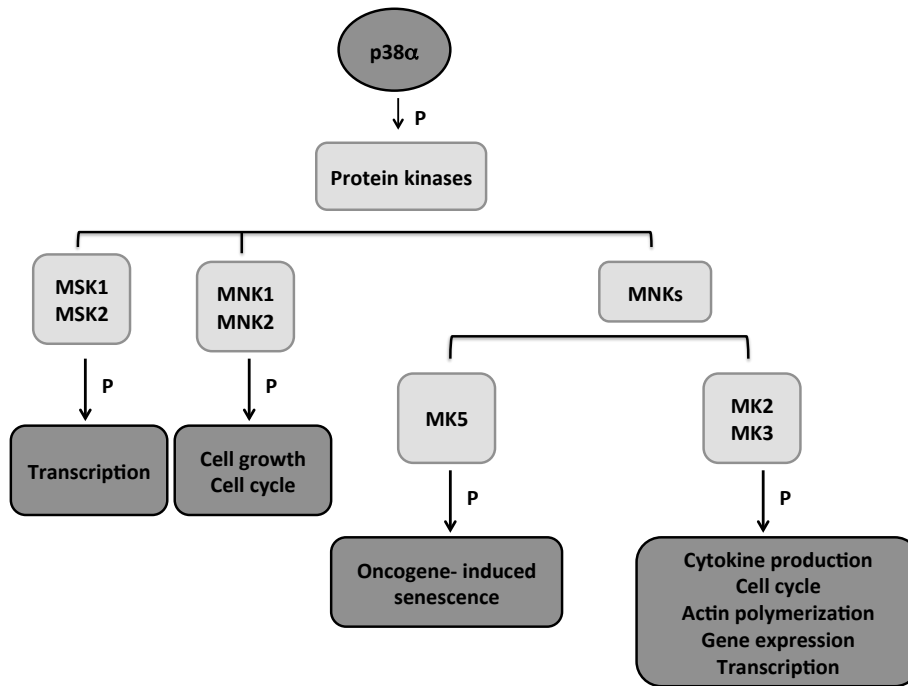 p38α
P
Protein kinases
MSK1
MSK2
MNK1
MNK2
MNKs
P
P
MK5
MK2
MK3
Transcription
Cell growth
Cell cycle
P
P
Oncogene- induced
senescence
Cytokine production
Cell cycle
Actin polymerization
Gene expression
Transcription